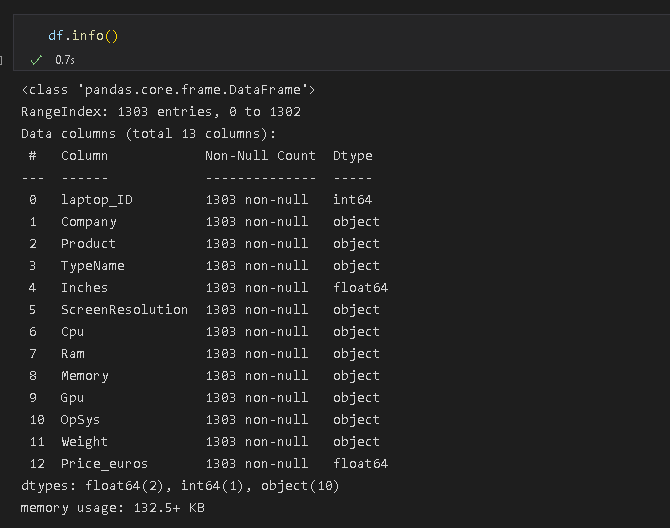 df.info()
0.7s
<class 'pandas.core.frame.DataFrame'>
RangeIndex: 1303 entries, 0 to 1302
Data columns (total 13 columns):
 #   Column            Non-Null Count  Dtype
---  ------            --------------  -----
 0   laptop_ID         1303 non-null   int64
 1   Company           1303 non-null   object
 2   Product           1303 non-null   object
 3   TypeName          1303 non-null   object
 4   Inches            1303 non-null   float64
 5   ScreenResolution  1303 non-null   object
 6   Cpu               1303 non-null   object
 7   Ram               1303 non-null   object
 8   Memory            1303 non-null   object
 9   Gpu               1303 non-null   object
 10  OpSys             1303 non-null   object
 11  Weight            1303 non-null   object
 12  Price_euros       1303 non-null   float64
dtypes: float64(2), int64(1), object(10)
memory usage: 132.5+ KB